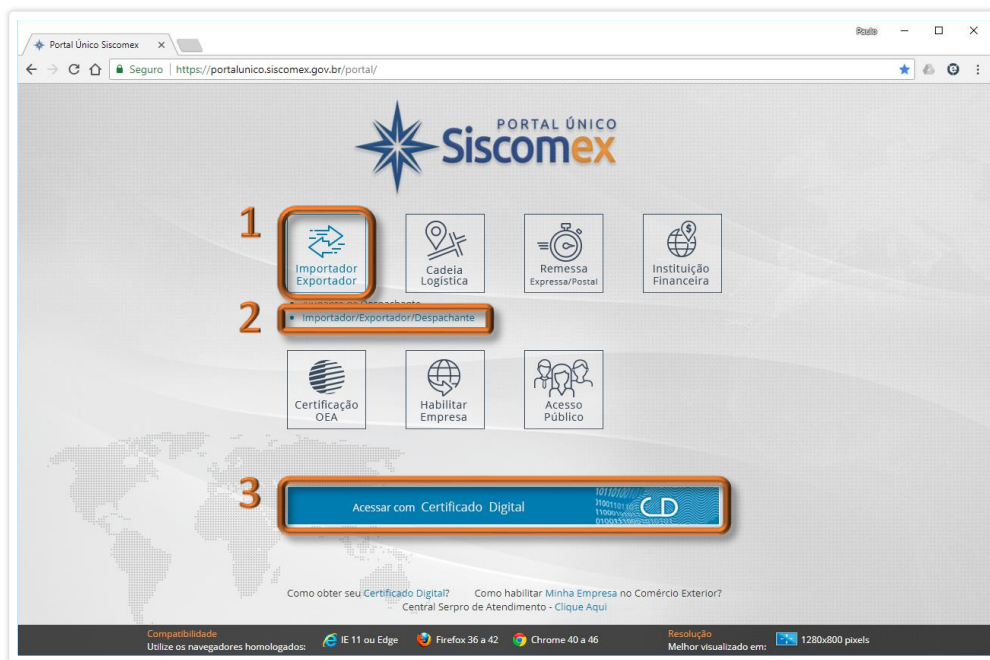 Paulo
Portal Único Siscomex
Seguro | https://portalunico.siscomex.gov.br/portal/
PORTAL ÚNICO
Siscomex
1
Importador
Exportador
Cadeia
Logística
Remessa
Expressa/Postal
Instituição
Financeira
Ajudante de Despachante
2
Importador/Exportador/Despachante
Certificação
OEA
Habilitar
Empresa
Acesso
Público
3
Acessar com Certificado Digital
CD
Como obter seu Certificado Digital? Como habilitar Minha Empresa no Comércio Exterior?
Central Serpro de Atendimento - Clique Aqui
Compatibilidade
Utilize os navegadores homologados:
IE 11 ou Edge
Firefox 36 a 42
Chrome 40 a 46
Resolução
Melhor visualizado em:
1280x800 pixels